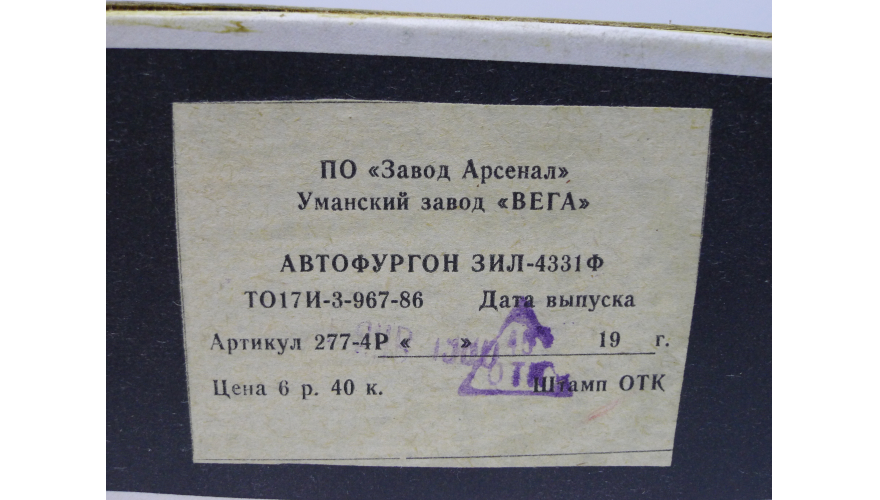 ПО «Завод Арсенал»
Уманский завод «ВЕГА»
АВТОФУРГОН ЗИЛ-4331Ф
ТО17И-3-967-86 Дата выпуска
Артикул 277-4Р « » 19 г.
Цена 6 р. 40 к. Штамп ОТК
ОТК